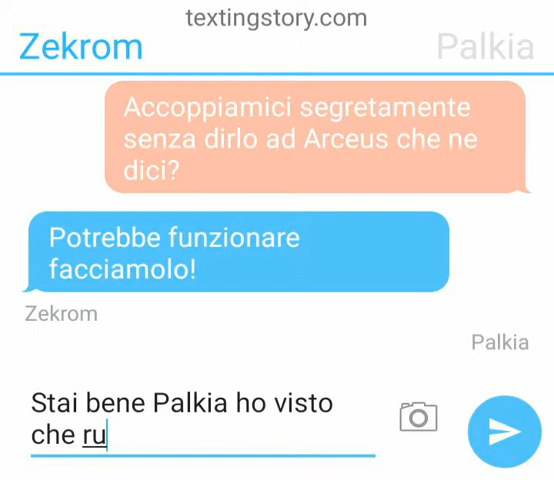 textingstory.com
Zekrom
Palkia
Accoppiamici segretamente
senza dirlo ad Arceus che ne
dici?
Potrebbe funzionare
facciamolo!
Zekrom
Palkia
Stai bene Palkia ho visto
che ru